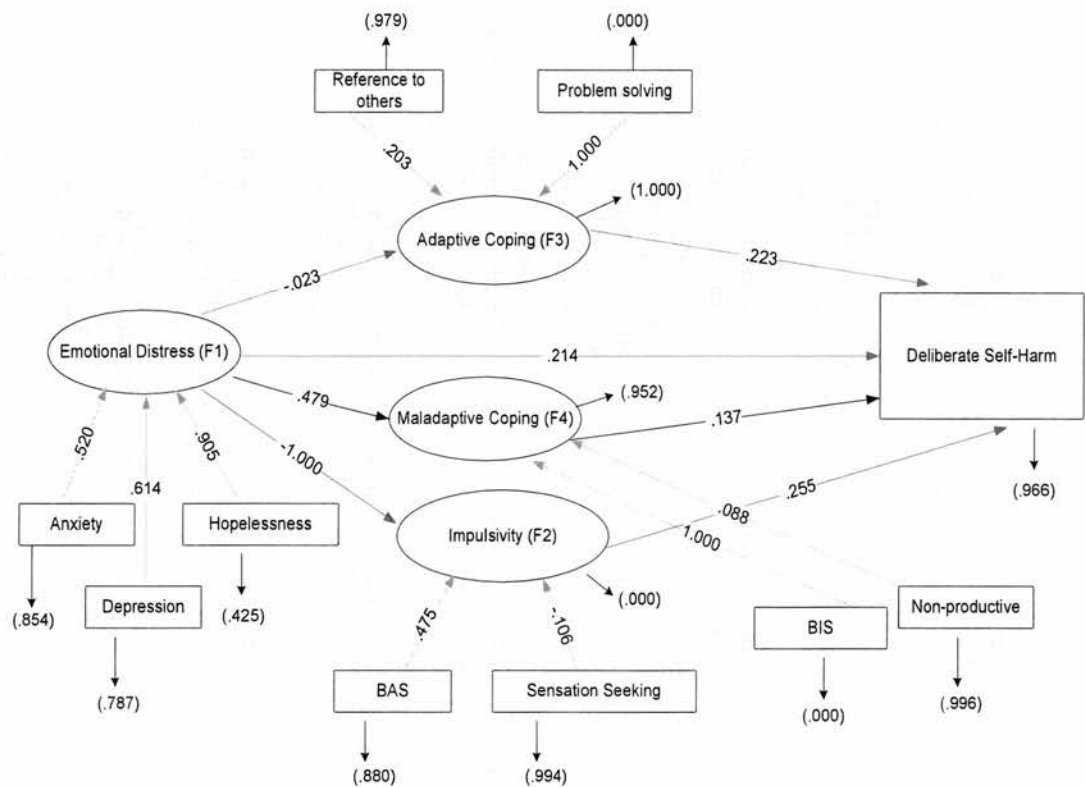 (.979)
(.000)
Reference to
others
Problem solving
.203
1.000
(1.000)
Adaptive Coping (F3)
.223
-.023
Emotional Distress (F1)
.214
Deliberate Self-Harm
.479
(.952)
Maladaptive Coping (F4)
.137
.520
.905
-1.000
.614
.255
(.966)
Anxiety
Hopelessness
Impulsivity (F2)
.088
1.000
(.854)
Depression
(.425)
.475
-.106
(.000)
BIS
Non-productive
(.787)
BAS
Sensation Seeking
(.000)
(.996)
(.880)
(.994)